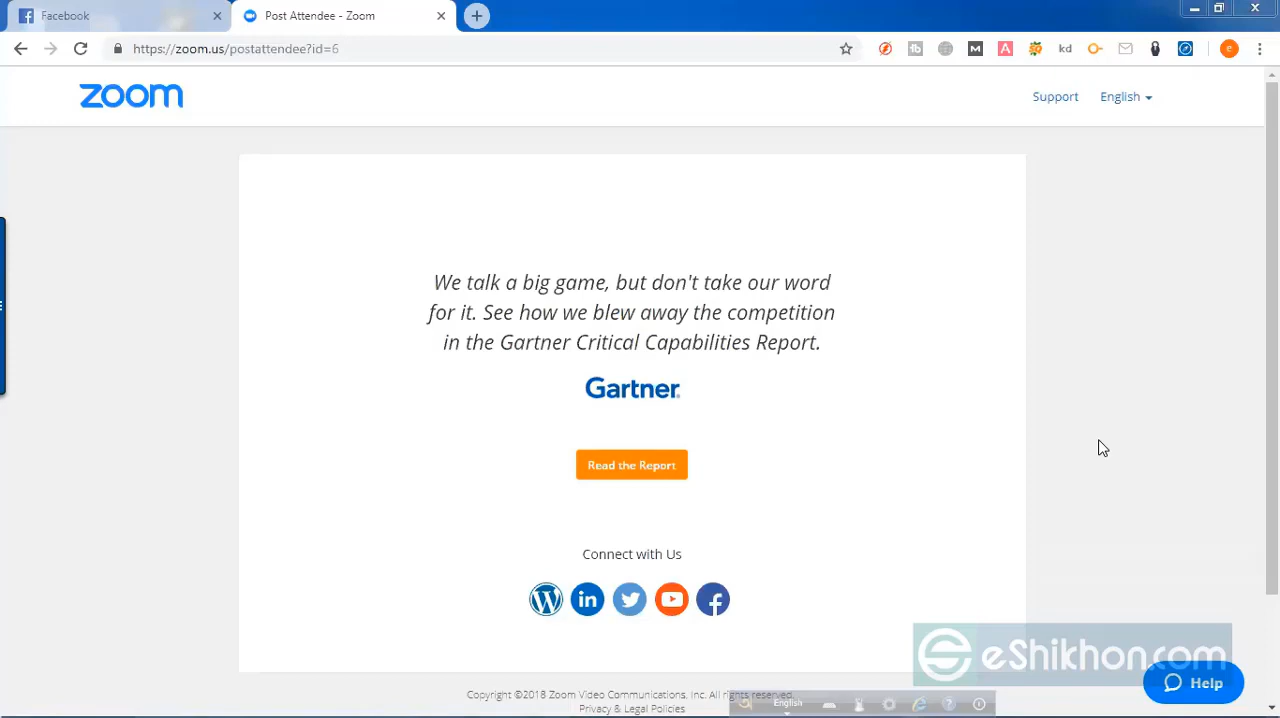 Facebook
Post Attendee - Zoom
https://zoom.us/postattendee?id=6
zoom
Support
English
We talk a big game, but don't take our word
for it. See how we blew away the competition
in the Gartner Critical Capabilities Report.
Gartner
Read the Report
Connect with Us
eShikhon.com
Help
Copyright ©2018 Zoom Video Communications, Inc. All rights reserved.
English
Privacy & Legal Policies